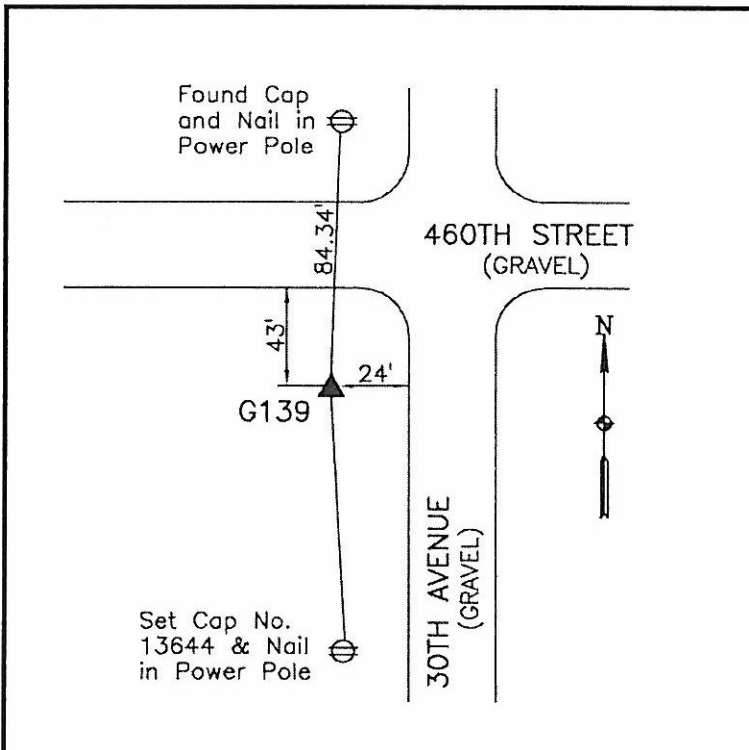 Found Cap
and Nail in
Power Pole
84.34'
460TH STREET
(GRAVEL)
43'
24'
G139
N
30TH AVENUE
(GRAVEL)
Set Cap No.
13644 & Nail
in Power Pole